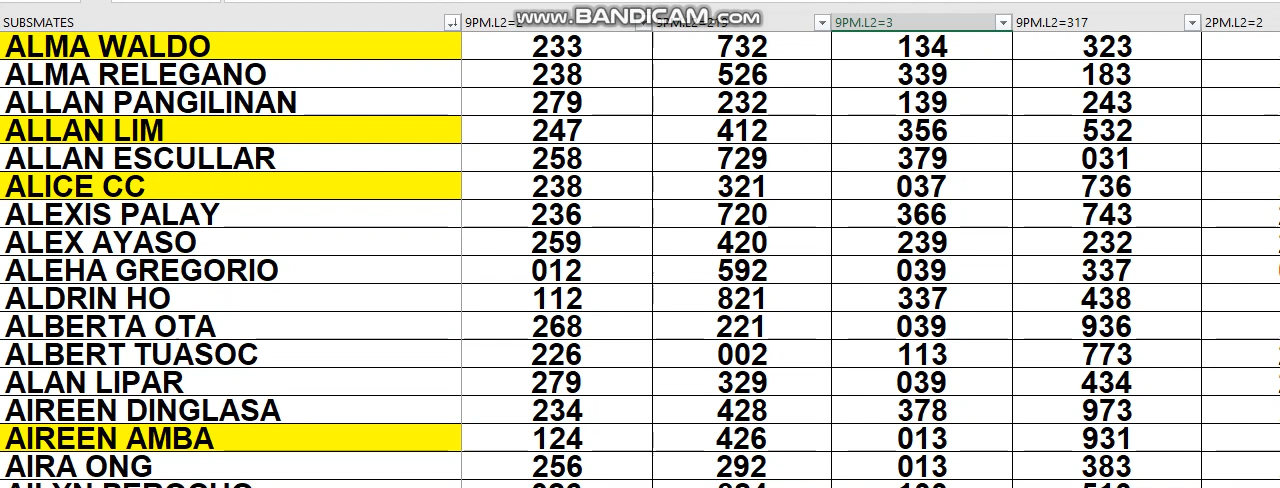 www.BANDICAM.com
SUBSMATES 9PM.L2=2 9PM.L2=3 9PM.L2=317 2PM.L2=2
ALMA WALDO 233 732 134 323
ALMA RELEGANO 238 526 339 183
ALLAN PANGILINAN 279 232 139 243
ALLAN LIM 247 412 356 532
ALLAN ESCULLAR 258 729 379 031
ALICE CC 238 321 037 736
ALEXIS PALAY 236 720 366 743
ALEX AYASO 259 420 239 232
ALEHA GREGORIO 012 592 039 337
ALDRIN HO 112 821 337 438
ALBERTA OTA 268 221 039 936
ALBERT TUASOC 226 002 113 773
ALAN LIPAR 279 329 039 434
AIREEN DINGLASA 234 428 378 973
AIREEN AMBA 124 426 013 931
AIRA ONG 256 292 013 383